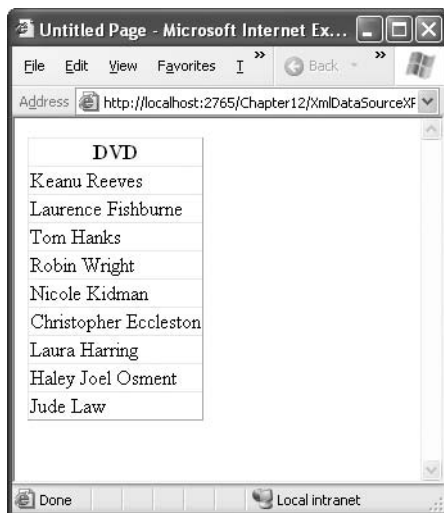 Untitled Page - Microsoft Internet Ex...
File Edit View Favorites T » Back »
Address http://localhost:2765/Chapter12/XmlDataSourceXF
DVD
Keanu Reeves
Laurence Fishburne
Tom Hanks
Robin Wright
Nicole Kidman
Christopher Eccleston
Laura Harring
Haley Joel Osment
Jude Law
Done Local intranet